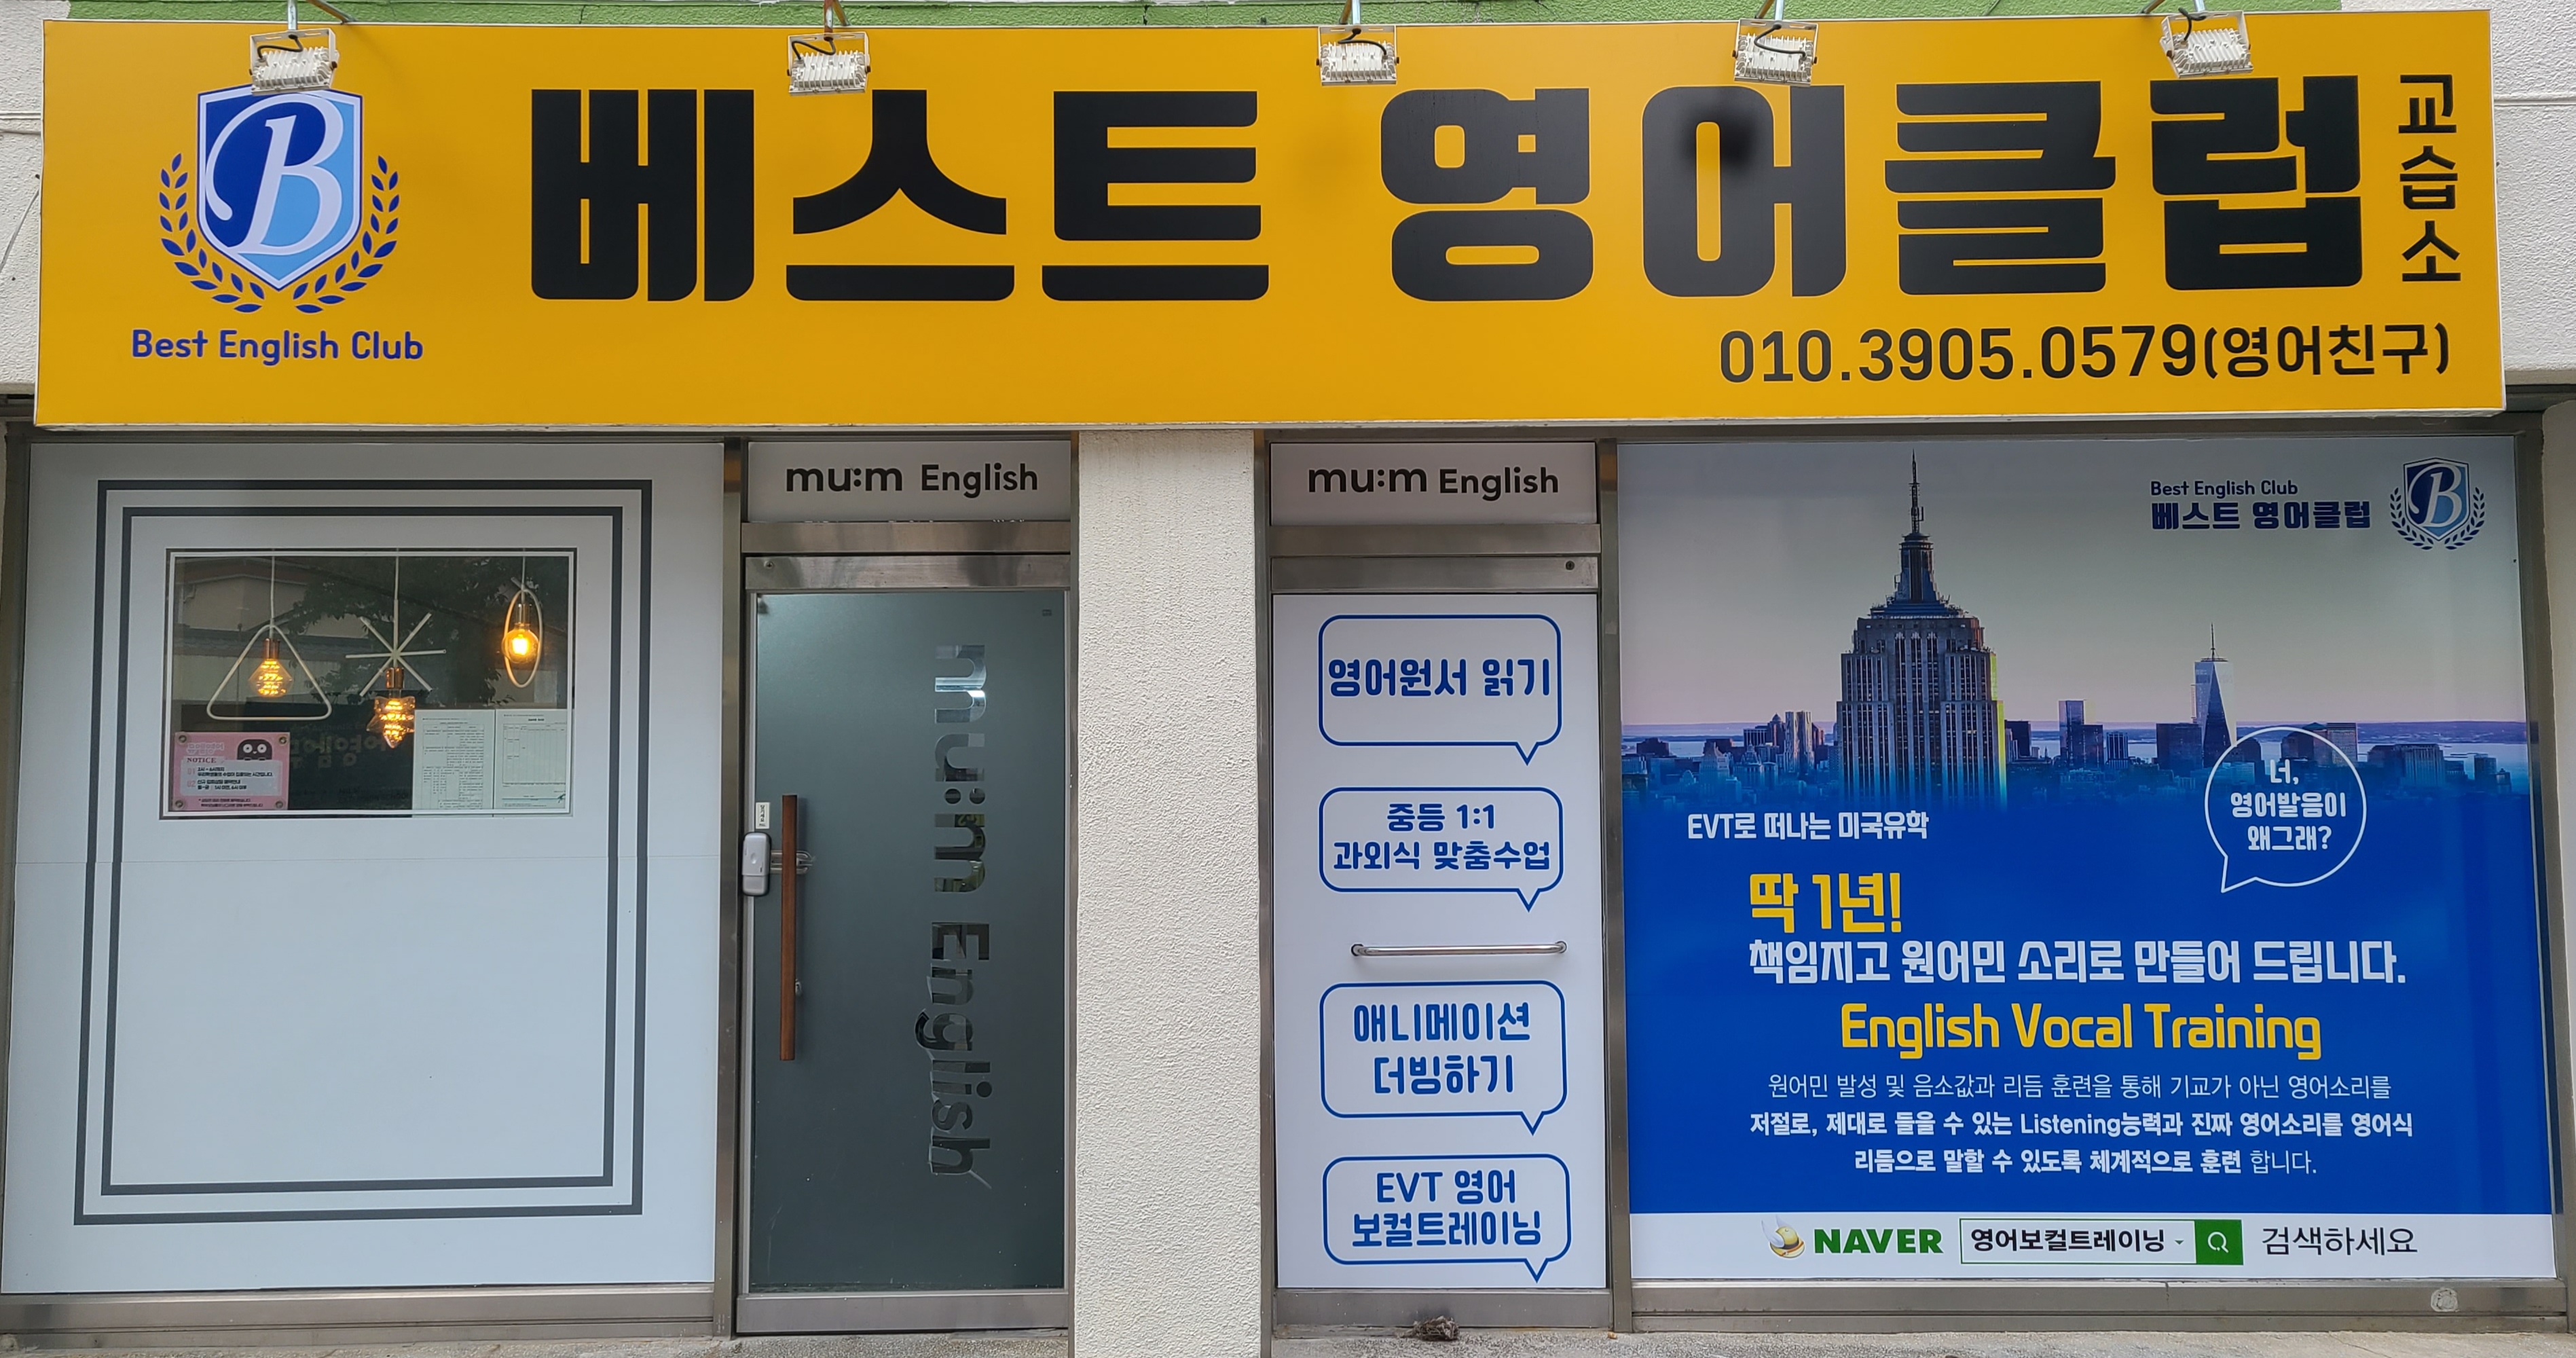 베스트 영어클럽
교습소
Best English Club
010.3905.0579(영어친구)
mu:m English
mu:m English
mu:m English
NOTICE
영어원서 읽기
중등 1:1
과외식 맞춤수업
애니메이션
더빙하기
EVT 영어
보컬트레이닝
Best English Club
베스트 영어클럽
너,
영어발음이
왜그래?
EVT로 떠나는 미국유학
딱 1년!
책임지고 원어민 소리로 만들어 드립니다.
English Vocal Training
원어민 발성 및 음소값과 리듬 훈련을 통해 기교가 아닌 영어소리를
저절로, 제대로 들을 수 있는 Listening능력과 진짜 영어소리를 영어식
리듬으로 말할 수 있도록 체계적으로 훈련 합니다.
NAVER 영어보컬트레이닝 검색하세요